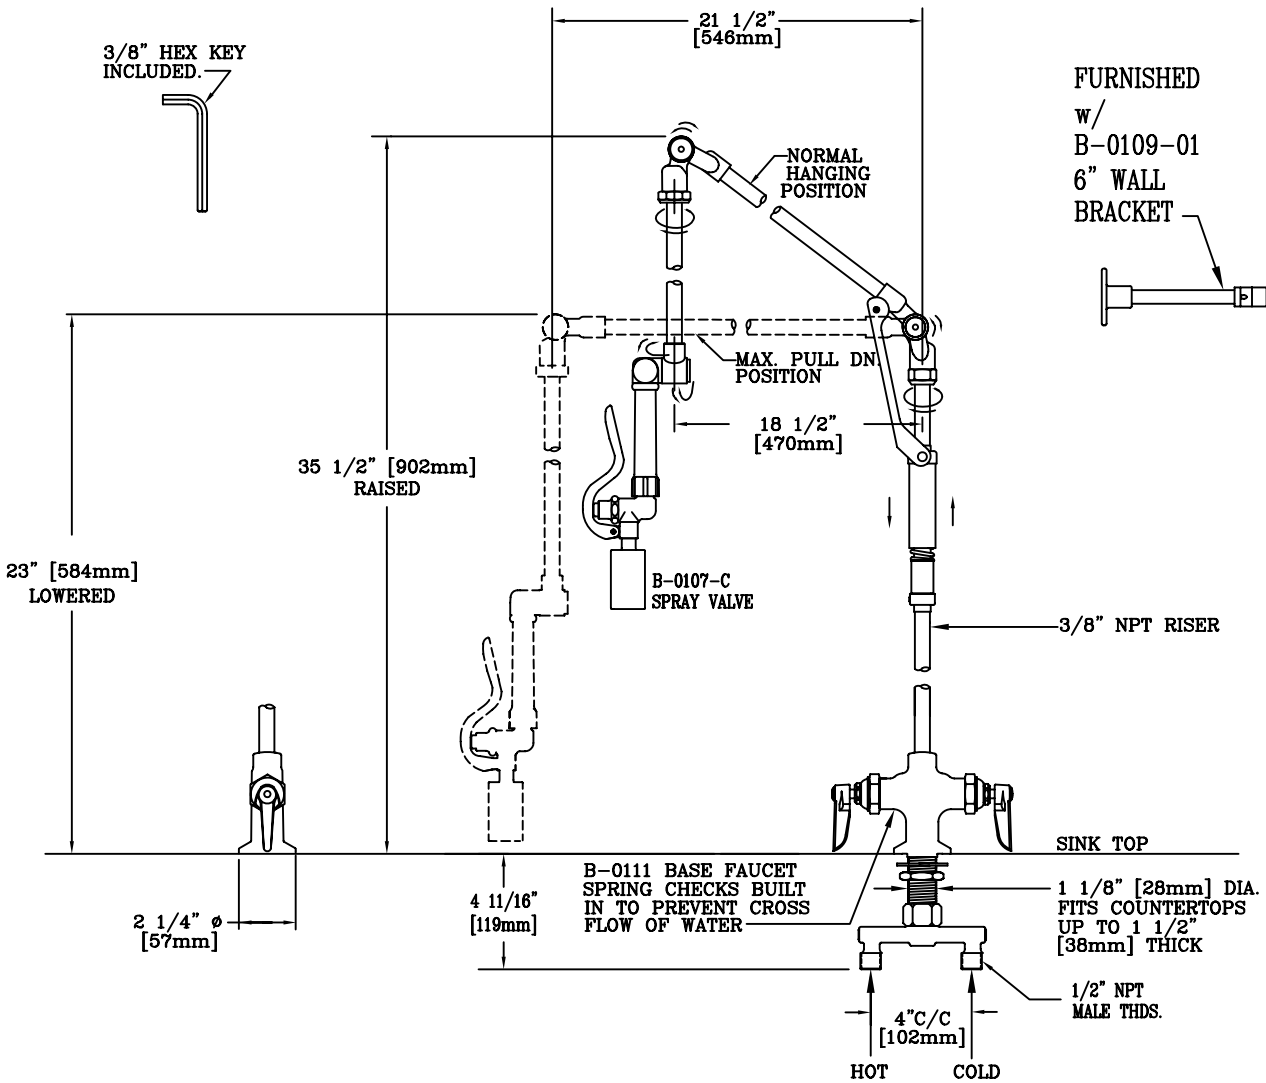 21 1/2"
[546mm]
3/8" HEX KEY
INCLUDED.
FURNISHED
w/
B-0109-01
6" WALL
BRACKET
NORMAL
HANGING
POSITION
MAX. PULL DN.
POSITION
18 1/2"
[470mm]
35 1/2" [902mm]
RAISED
23" [584mm]
LOWERED
B-0107-C
SPRAY VALVE
3/8" NPT RISER
SINK TOP
B-0111 BASE FAUCET
SPRING CHECKS BUILT
IN TO PREVENT CROSS
FLOW OF WATER
4 11/16"
[119mm]
2 1/4" ø
[57mm]
1 1/8" [28mm] DIA.
FITS COUNTERTOPS
UP TO 1 1/2"
[38mm] THICK
1/2" NPT
MALE THDS.
4"C/C
[102mm]
HOT
COLD